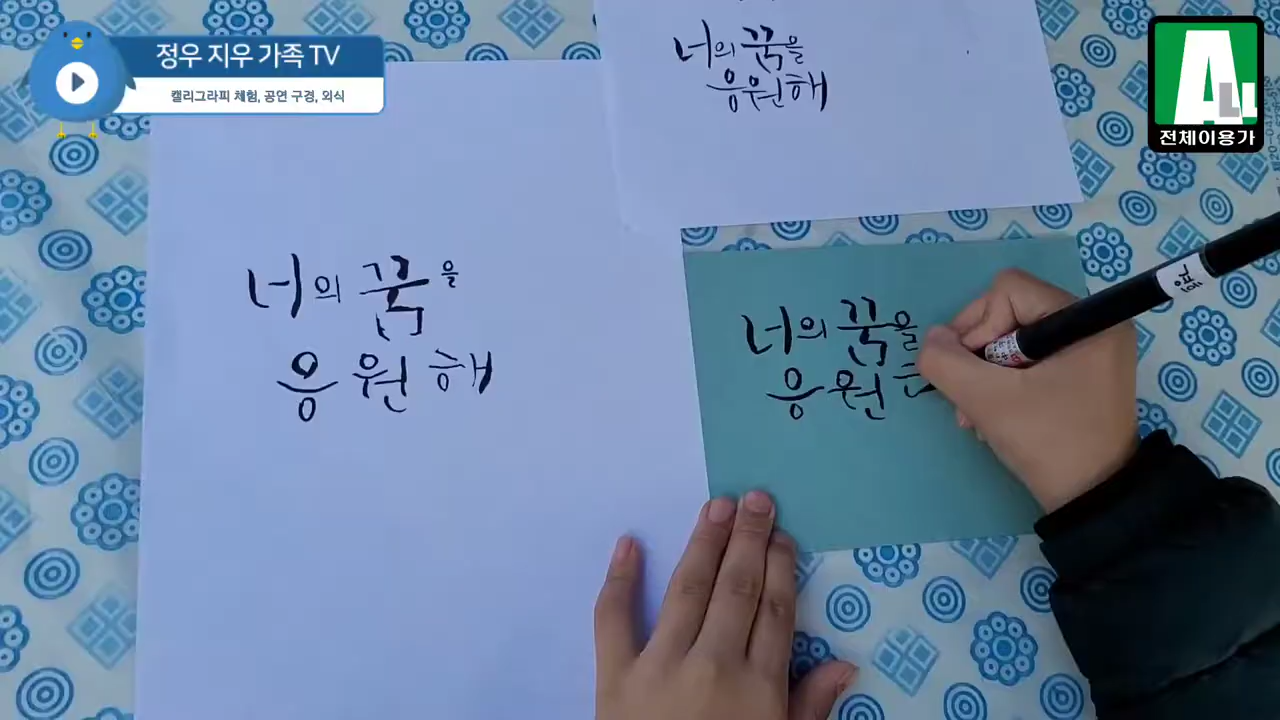 정우 지우 가족 TV
캘리그라피 체험, 공연 구경, 외식
ALL
전체이용가
너의 꿈을
응원해
너의 꿈을
응원해
너의 꿈을
응원